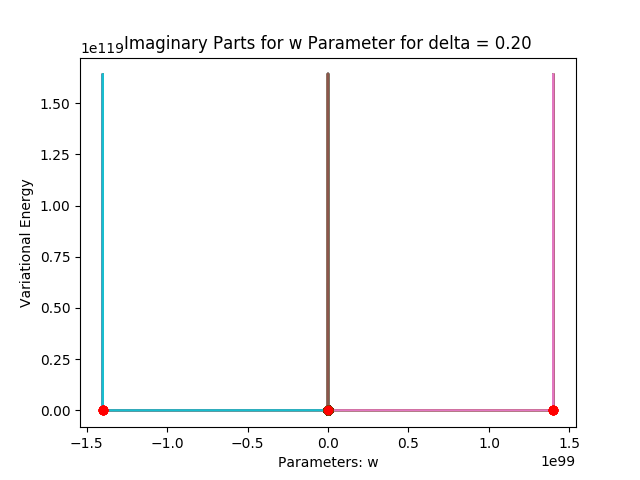 1e119
Imaginary Parts for w Parameter for delta = 0.20
Variational Energy
1.50
1.25
1.00
0.75
0.50
0.25
0.00
−1.5 −1.0 −0.5 0.0 0.5 1.0 1.5
1e99
Parameters: w